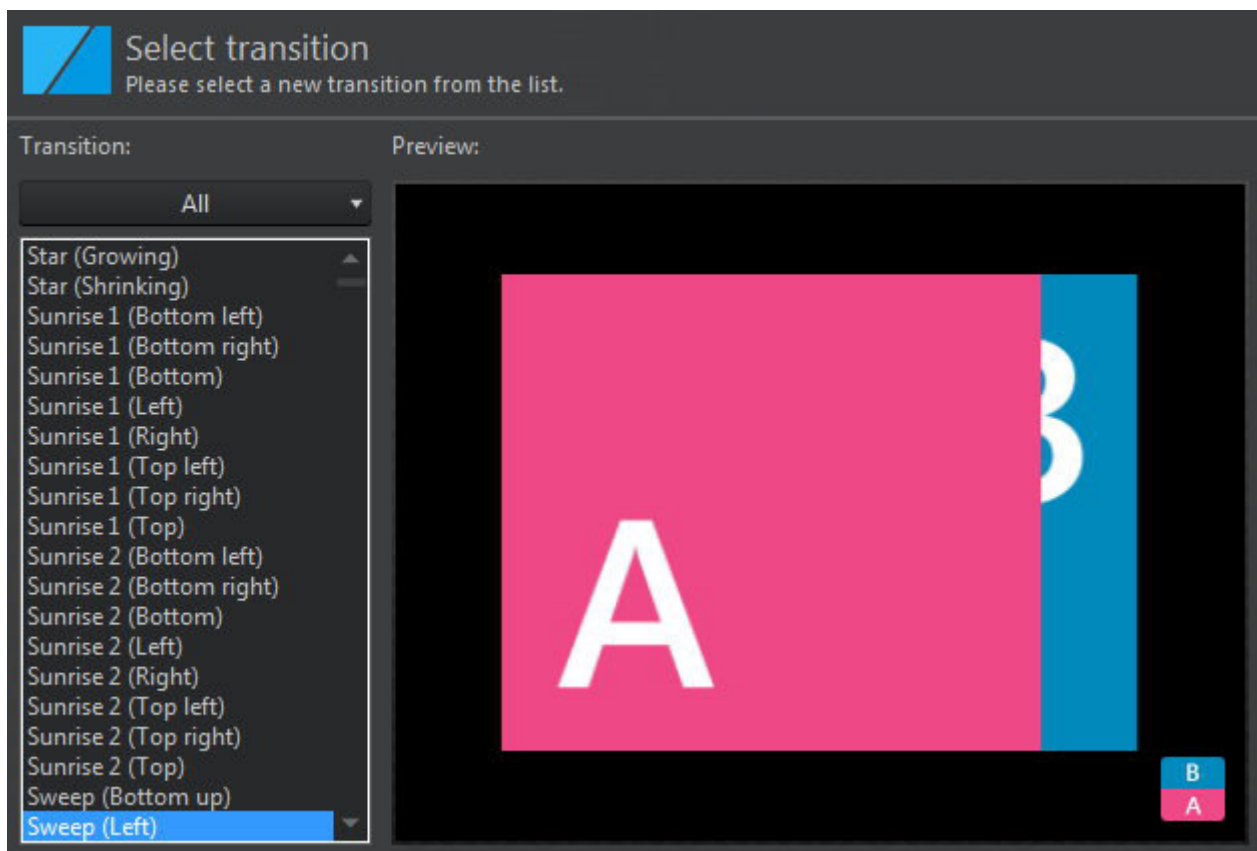 Select transition
Please select a new transition from the list.
Transition:
Preview:
All
Star (Growing)
Star (Shrinking)
Sunrise 1 (Bottom left)
Sunrise 1 (Bottom right)
Sunrise 1 (Bottom)
Sunrise 1 (Left)
Sunrise 1 (Right)
Sunrise 1 (Top left)
Sunrise 1 (Top right)
Sunrise 1 (Top)
Sunrise 2 (Bottom left)
Sunrise 2 (Bottom right)
Sunrise 2 (Bottom)
Sunrise 2 (Left)
Sunrise 2 (Right)
Sunrise 2 (Top left)
Sunrise 2 (Top right)
Sunrise 2 (Top)
Sweep (Bottom up)
Sweep (Left)
B
A
B
A